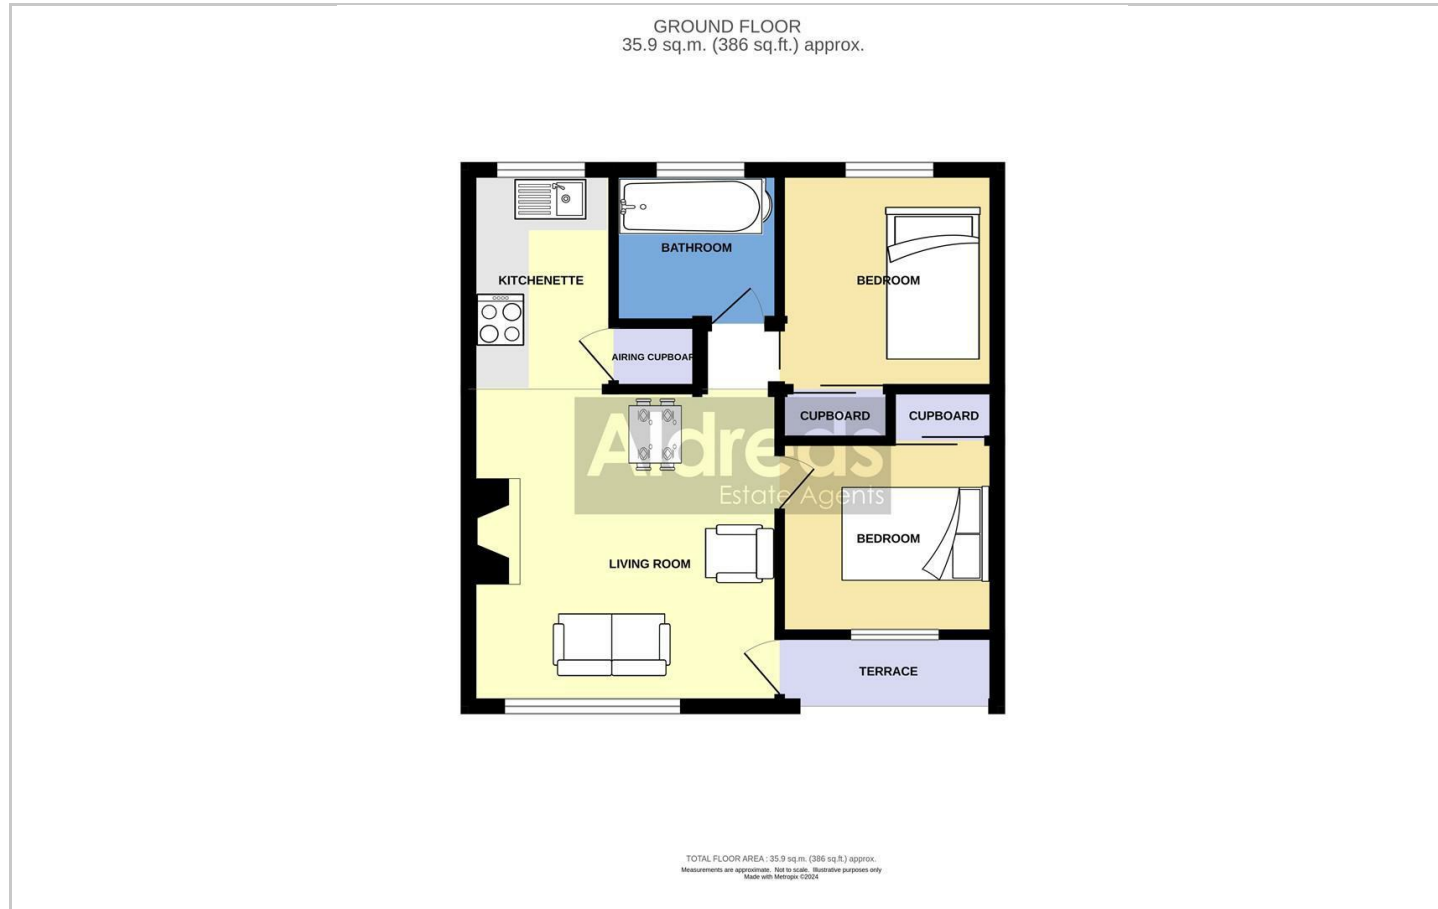 GROUND FLOOR
35.9 sq.m. (386 sq.ft.) approx.
BATHROOM
KITCHENETTE
BEDROOM
AIRING CUPBOAR
CUPBOARD
CUPBOARD
Aldreds
Estate Agents
BEDROOM
LIVING ROOM
TERRACE
TOTAL FLOOR AREA : 35.9 sq.m. (386 sq.ft.) approx.
Measurements are approximate. Not to scale. Illustrative purposes only
Made with Metropix ©2024